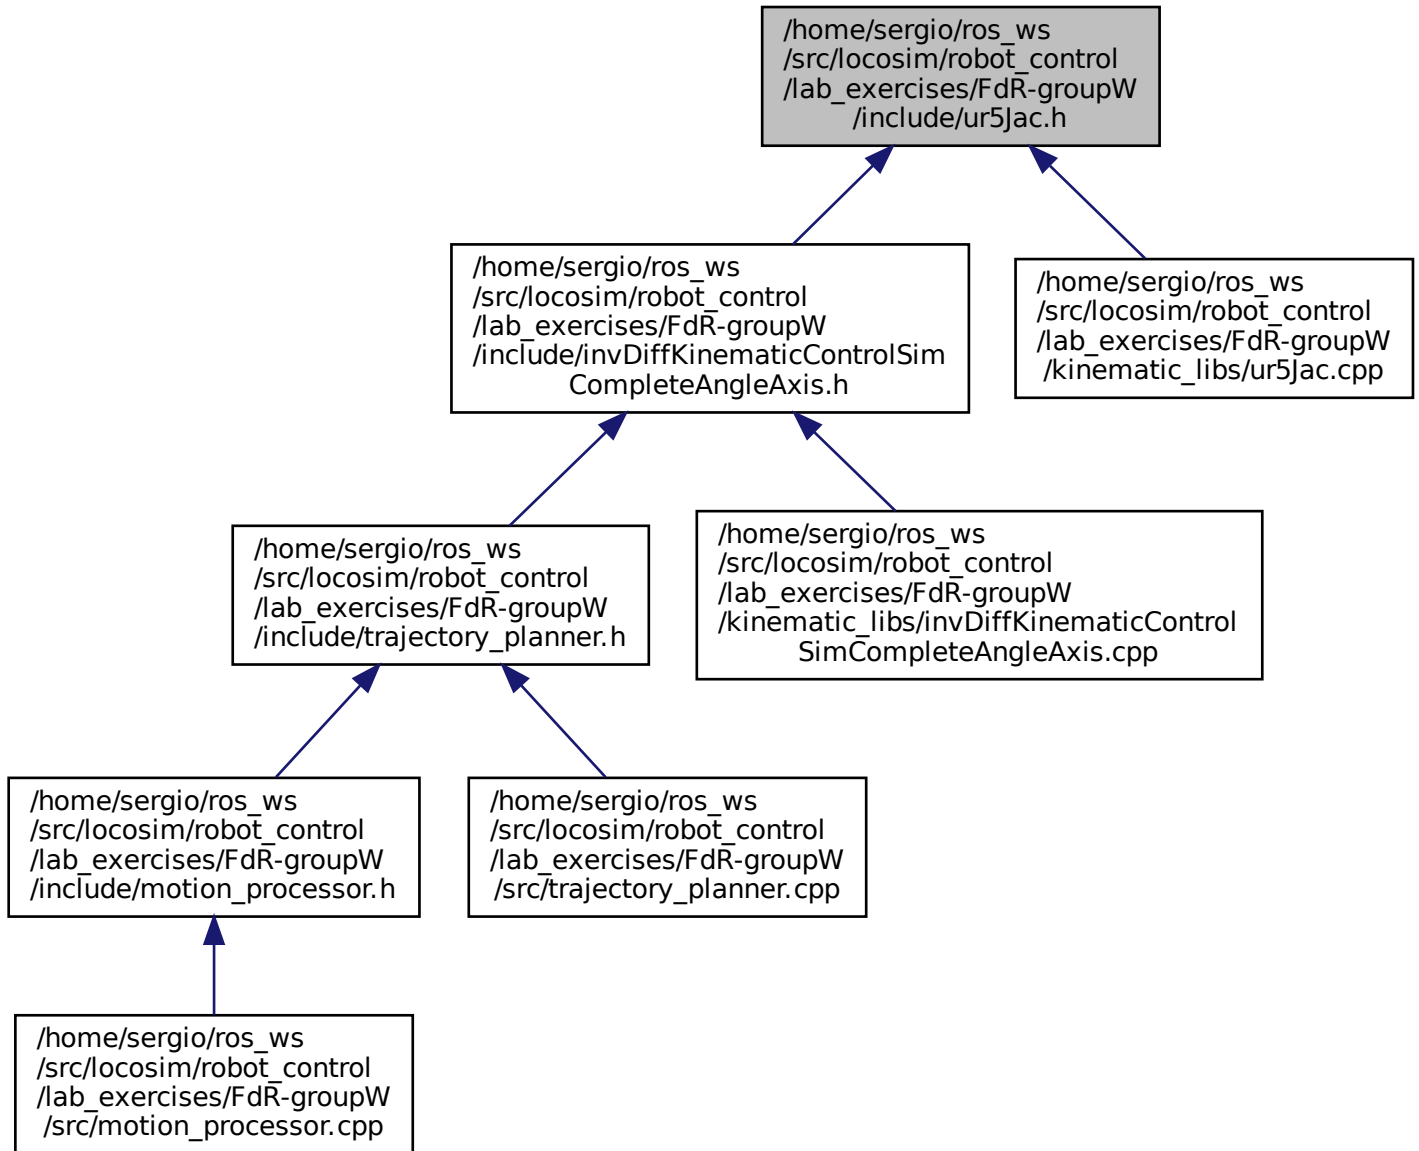 /home/sergio/ros_ws
/src/locosim/robot_control
/lab_exercises/FdR-groupW
/include/ur5Jac.h
/home/sergio/ros_ws
/src/locosim/robot_control
/lab_exercises/FdR-groupW
/include/invDiffKinematicControlSim
CompleteAngleAxis.h
/home/sergio/ros_ws
/src/locosim/robot_control
/lab_exercises/FdR-groupW
/kinematic_libs/ur5Jac.cpp
/home/sergio/ros_ws
/src/locosim/robot_control
/lab_exercises/FdR-groupW
/include/trajectory_planner.h
/home/sergio/ros_ws
/src/locosim/robot_control
/lab_exercises/FdR-groupW
/kinematic_libs/invDiffKinematicControl
SimCompleteAngleAxis.cpp
/home/sergio/ros_ws
/src/locosim/robot_control
/lab_exercises/FdR-groupW
/include/motion_processor.h
/home/sergio/ros_ws
/src/locosim/robot_control
/lab_exercises/FdR-groupW
/src/trajectory_planner.cpp
/home/sergio/ros_ws
/src/locosim/robot_control
/lab_exercises/FdR-groupW
/src/motion_processor.cpp